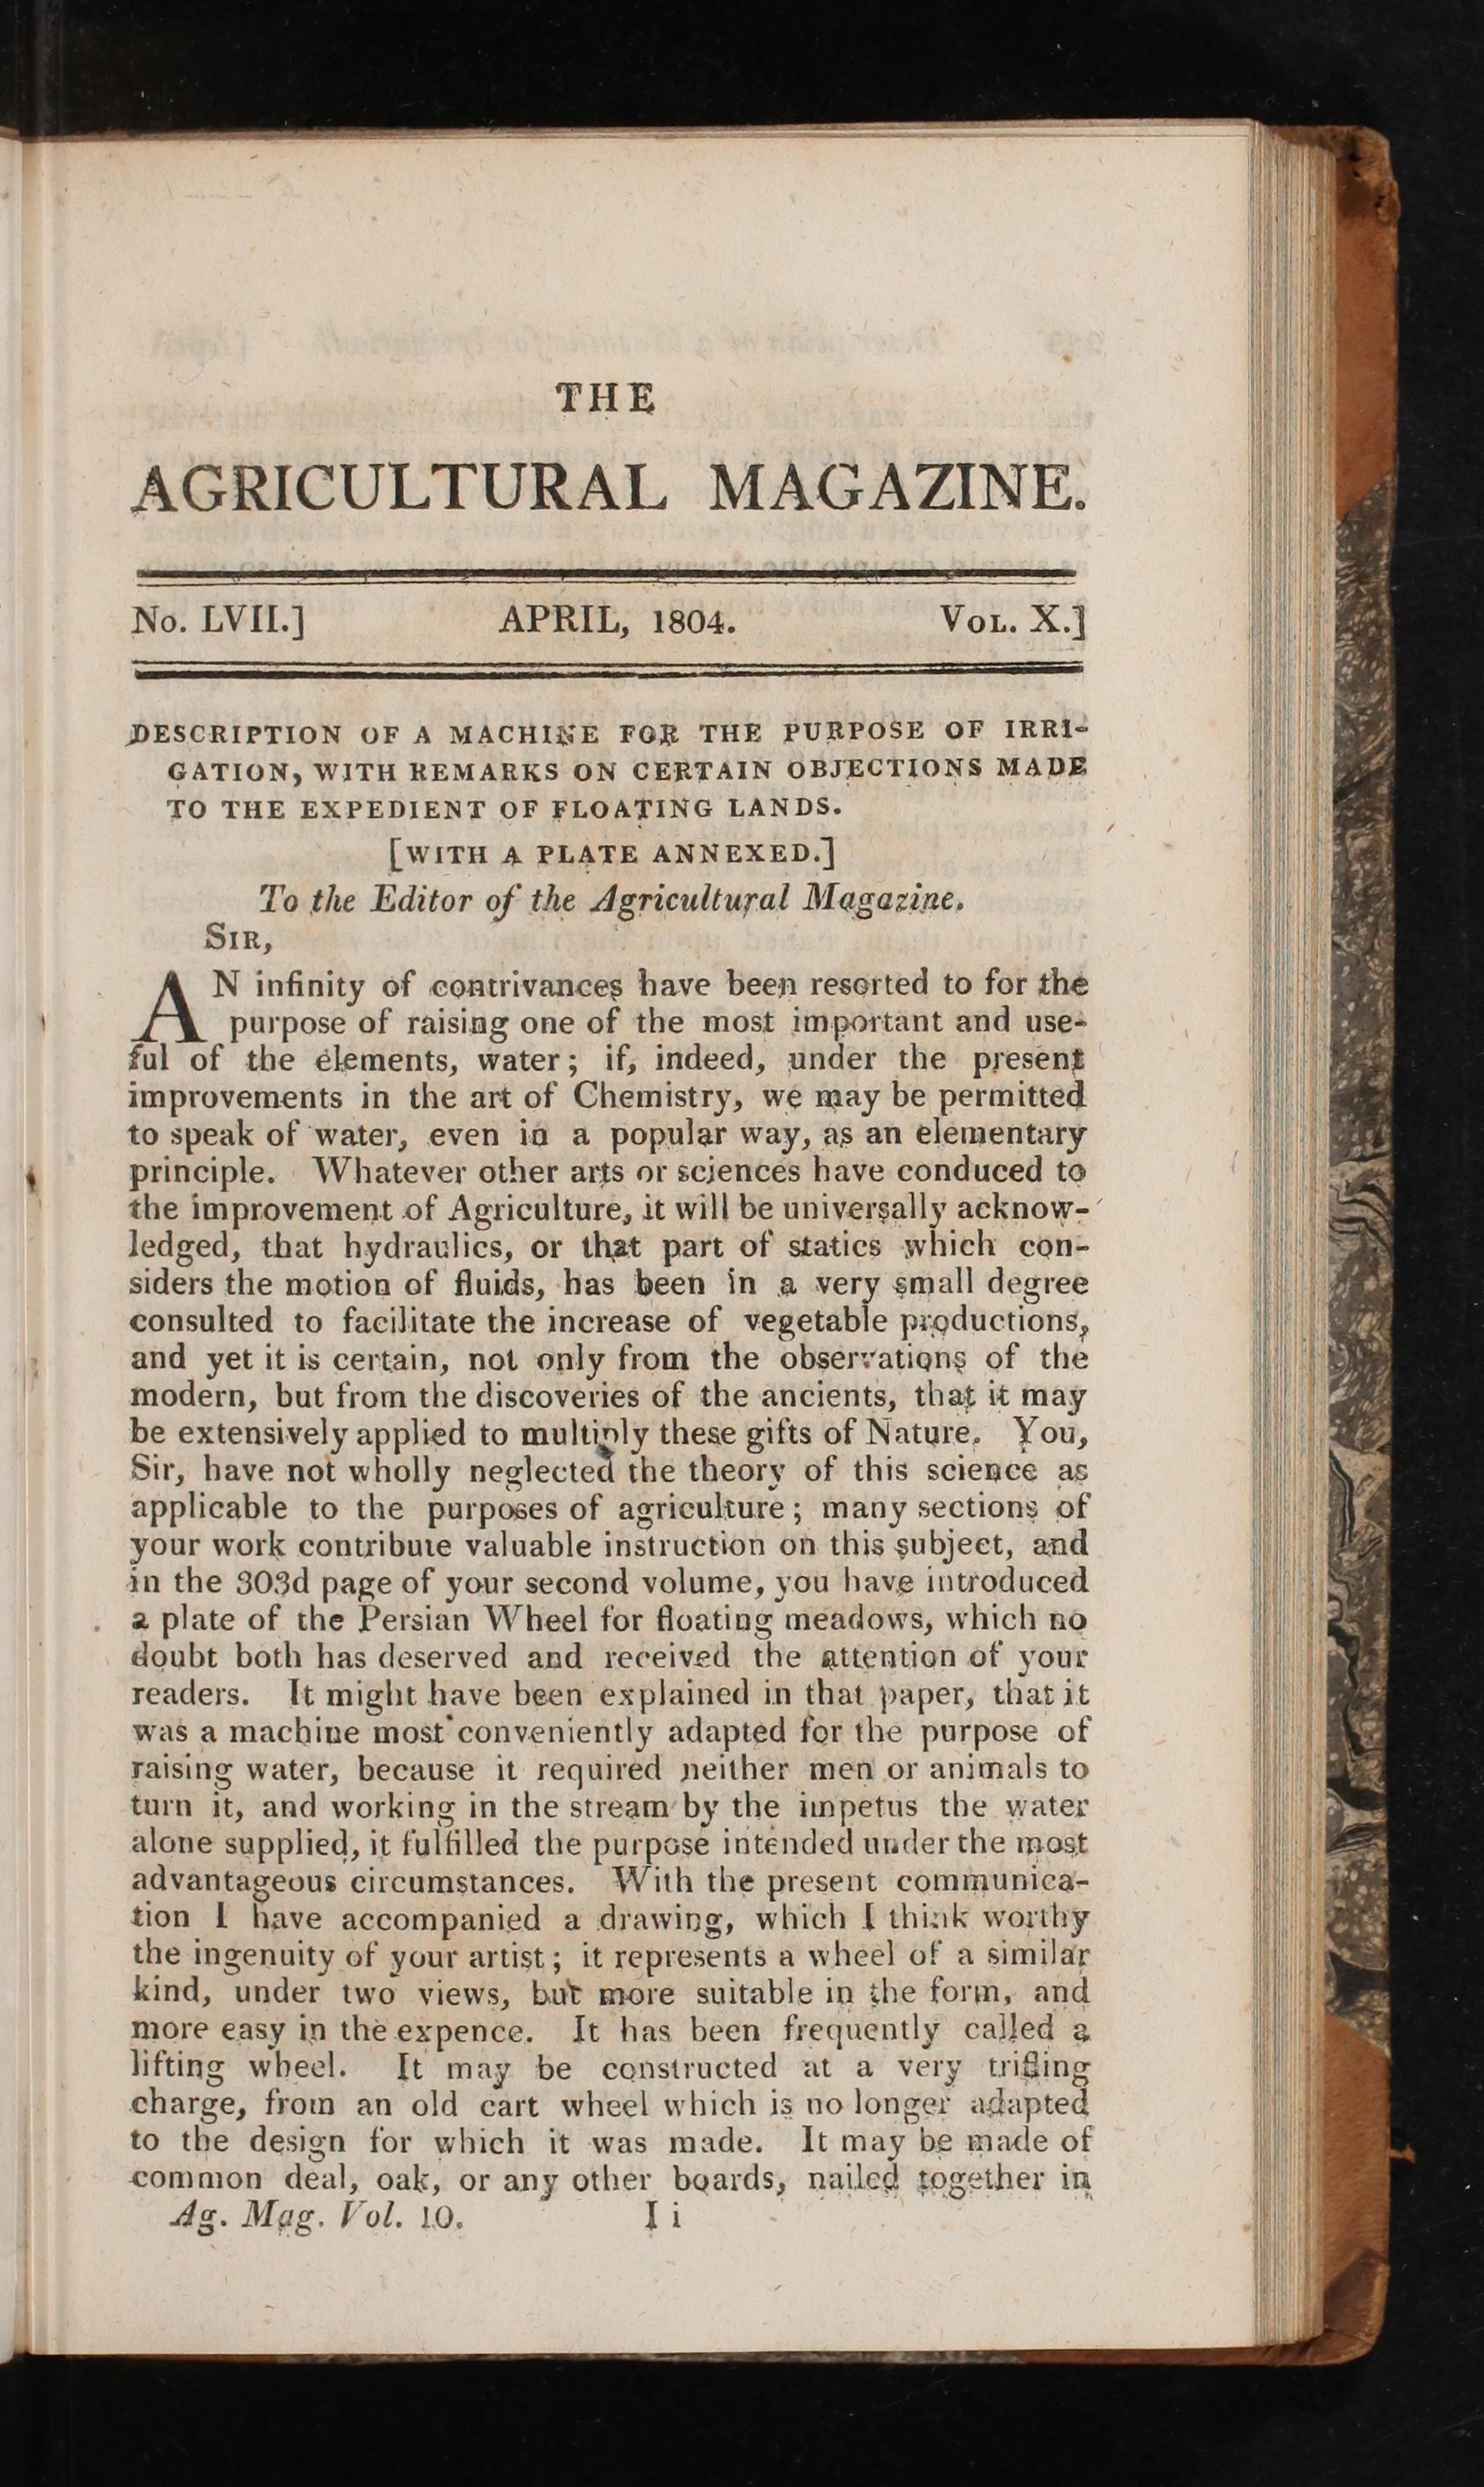 THE
AGRICULTURAL MAGAZINE.
No. LVII.] APRIL, 1804. VOL. X.]
DESCRIPTION OF A MACHINE FOR THE PURPOSE OF IRRI-
GATION, WITH REMARKS ON CERTAIN OBJECTIONS MADE
TO THE EXPEDIENT OF FLOATING LANDS.
[WITH A PLATE ANNEXED.]
To the Editor of the Agricultural Magazine.
SIR,
AN infinity of contrivances have been resorted to for the
purpose of raising one of the most important and use-
ful of the elements, water; if, indeed, under the present
improvements in the art of Chemistry, we may be permitted
to speak of water, even in a popular way, as an elementary
principle. Whatever other arts or sciences have conduced to
the improvement of Agriculture, it will be universally acknow-
ledged, that hydraulics, or that part of statics which con-
siders the motion of fluids, has been in a very small degree
consulted to facilitate the increase of vegetable productions,
and yet it is certain, not only from the observations of the
modern, but from the discoveries of the ancients, that it may
be extensively applied to multiply these gifts of Nature. You,
Sir, have not wholly neglected the theory of this science as
applicable to the purposes of agriculture; many sections of
your work contribute valuable instruction on this subject, and
in the 303d page of your second volume, you have introduced
a plate of the Persian Wheel for floating meadows, which no
doubt both has deserved and received the attention of your
readers. It might have been explained in that paper, that it
was a machine most conveniently adapted for the purpose of
raising water, because it required neither men or animals to
turn it, and working in the stream by the impetus the water
alone supplied, it fulfilled the purpose intended under the most
advantageous circumstances. With the present communica-
tion I have accompanied a drawing, which I think worthy
the ingenuity of your artist; it represents a wheel of a similar
kind, under two views, but more suitable in the form, and
more easy in the expence. It has been frequently called a
lifting wheel. It may be constructed at a very trifling
charge, from an old cart wheel which is no longer adapted
to the design for which it was made. It may be made of
common deal, oak, or any other boards, nailed together in
Ag. Mag. Vol. 10. I i